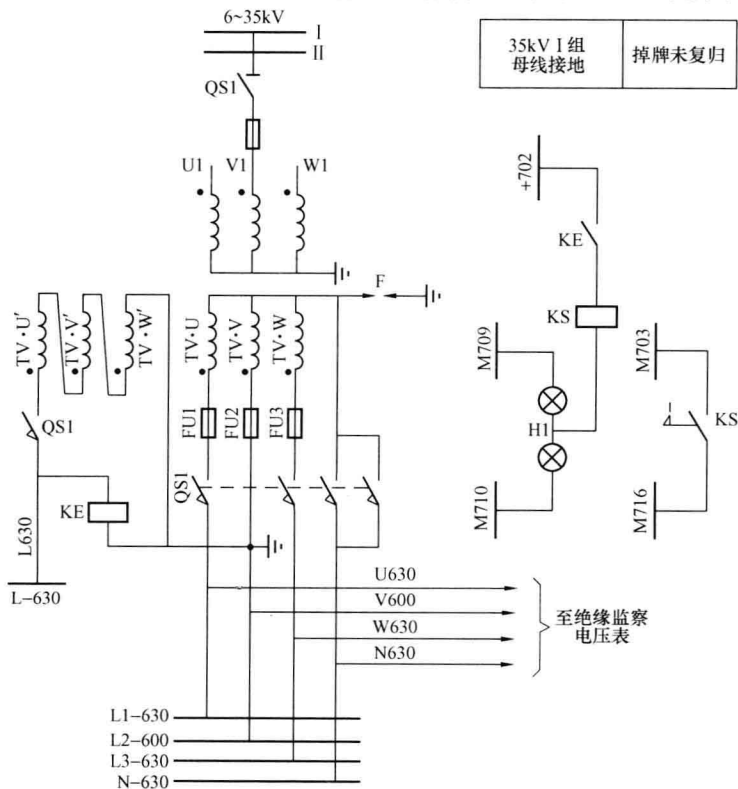 6~35kV
I
II
QS1
U1
V1
W1
35kV I 组
母线接地
掉牌未复归
+702
KE
KS
M709
H1
M710
M703
KS
M716
F
TV·U′
TV·V′
TV·W′
TV·U
TV·V
TV·W
QS1
FU1
FU2
FU3
QS1
KE
L630
L-630
U630
V600
W630
N630
至绝缘监察
电压表
L1-630
L2-600
L3-630
N-630